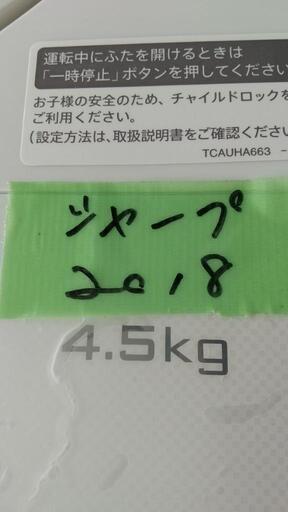 運転中にふたを開けるときは
「一時停止」ボタンを押してください
お子様の安全のため、チャイルドロックを
ご利用ください。
(設定方法は、取扱説明書をご確認ください
TCAUHA663 -
シャープ
2018
4.5kg